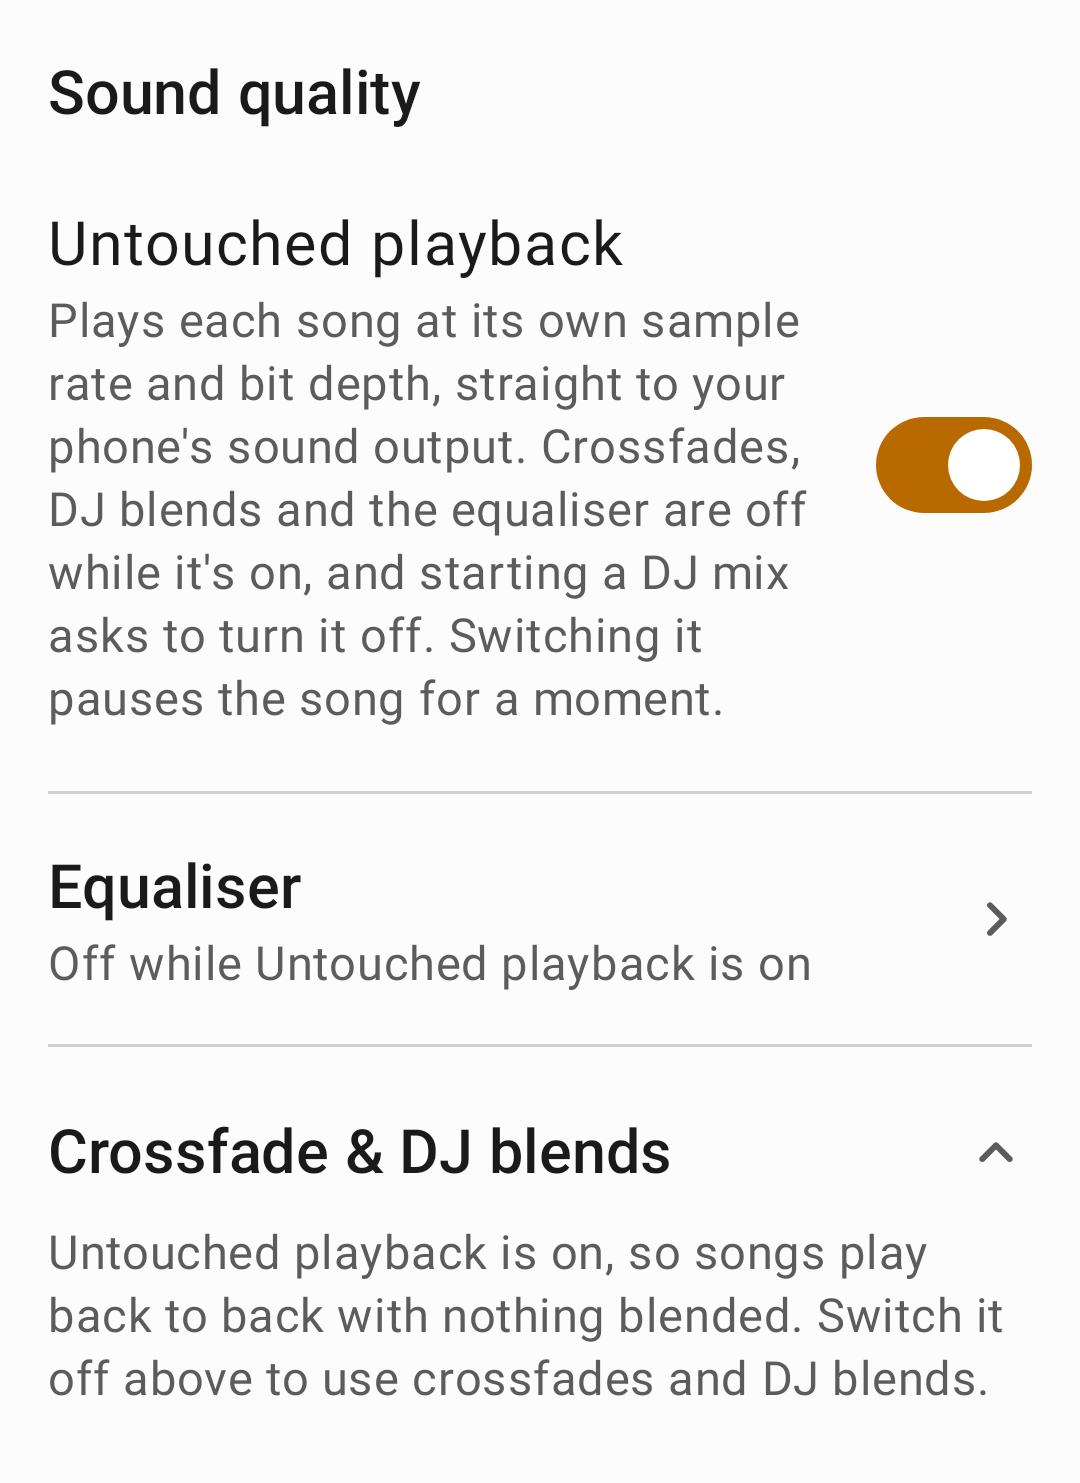 Sound quality
Untouched playback
Plays each song at its own sample
rate and bit depth, straight to your
phone's sound output. Crossfades,
DJ blends and the equaliser are off
while it's on, and starting a DJ mix
asks to turn it off. Switching it
pauses the song for a moment.
Equaliser
Off while Untouched playback is on
Crossfade & DJ blends
Untouched playback is on, so songs play
back to back with nothing blended. Switch it
off above to use crossfades and DJ blends.